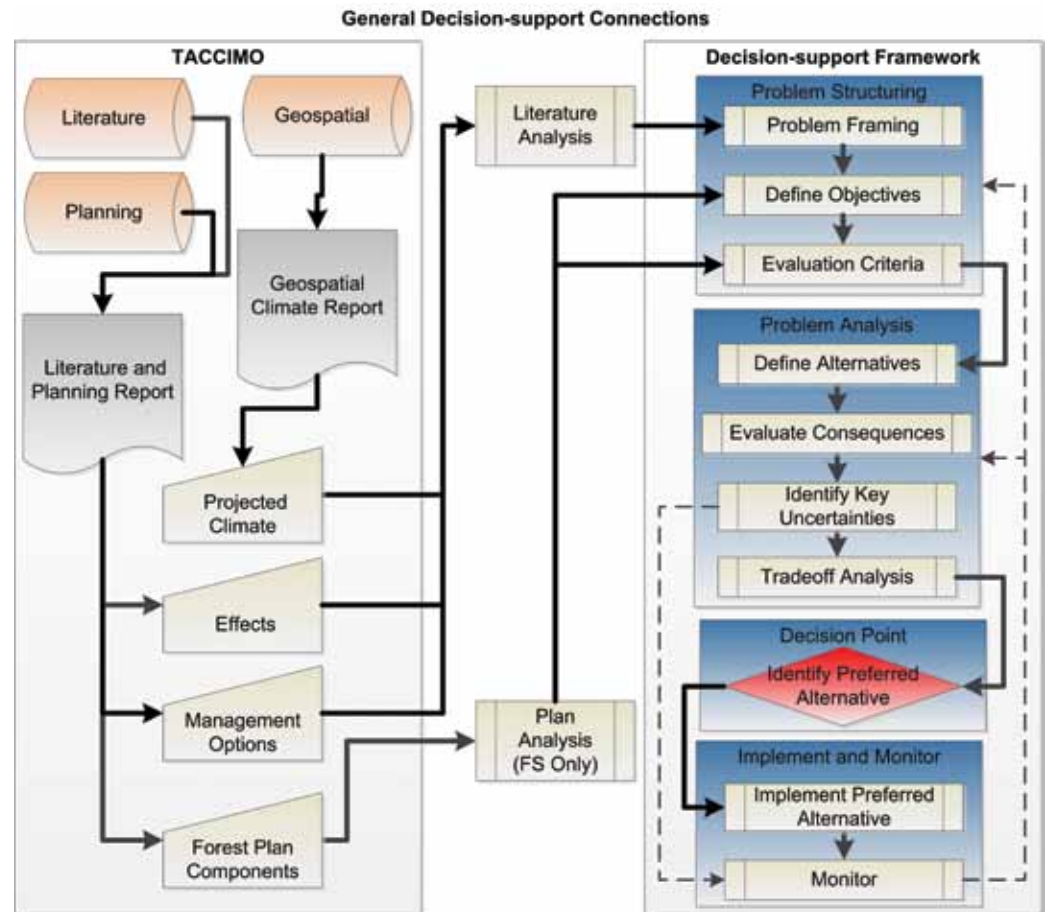 General Decision-support Connections
TACCIMO
Literature
Geospatial
Planning
Geospatial
Climate Report
Literature and
Planning Report
Projected
Climate
Effects
Management
Options
Forest Plan
Components
Literature
Analysis
Plan
Analysis
(FS Only)
Decision-support Framework
Problem Structuring
Problem Framing
Define Objectives
Evaluation Criteria
Problem Analysis
Define Alternatives
Evaluate Consequences
Identify Key
Uncertainties
Tradeoff Analysis
Decision Point
Identify Preferred
Alternative
Implement and Monitor
Implement Preferred
Alternative
Monitor